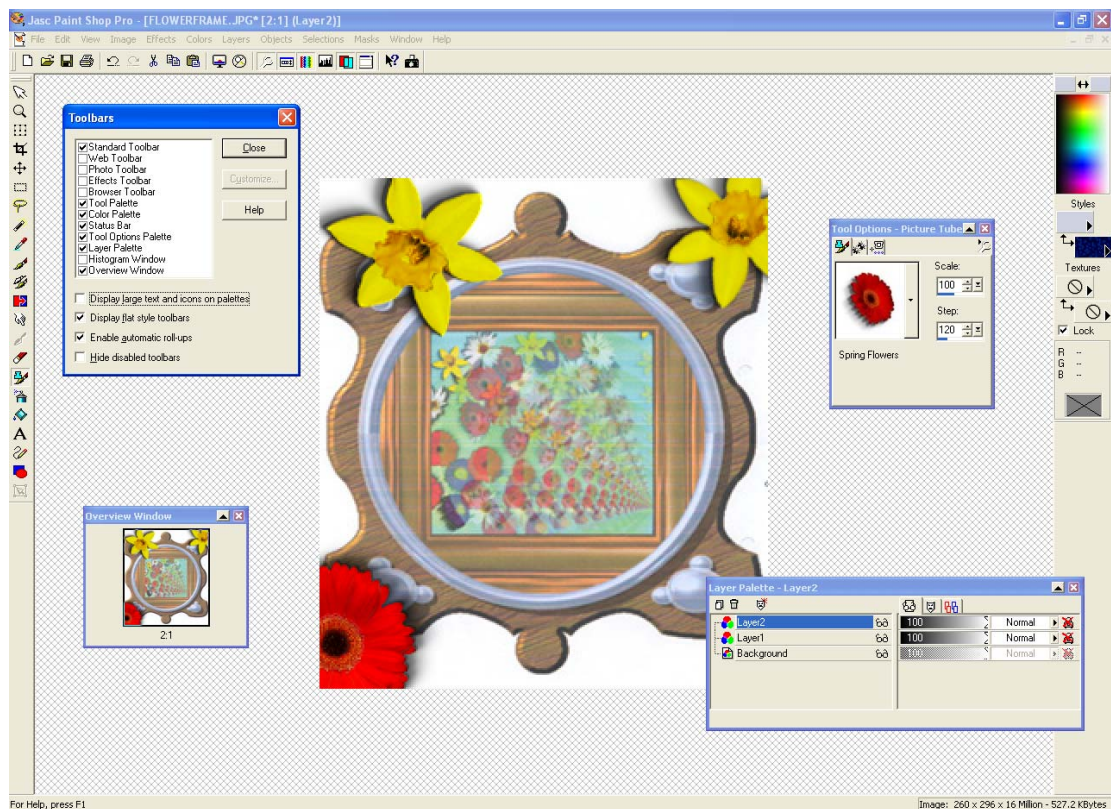 Jasc Paint Shop Pro - [FLOWERFRAME.JPG* [2:1] (Layer2)]
File Edit View Image Effects Colors Layers Objects Selections Masks Window Help
Toolbars
Standard Toolbar
Web Toolbar
Photo Toolbar
Effects Toolbar
Browser Toolbar
Tool Palette
Color Palette
Status Bar
Tool Options Palette
Layer Palette
Histogram Window
Overview Window
Close
Customize...
Help
Display large text and icons on palettes
Display flat style toolbars
Enable automatic roll-ups
Hide disabled toolbars
Styles
Textures
Lock
R --
G --
B --
Tool Options - Picture Tube
Scale:
100
Step:
120
Spring Flowers
Overview Window
2:1
Layer Palette - Layer2
Layer2 100 Normal
Layer1 100 Normal
Background 100 Normal
For Help, press F1
Image: 260 x 296 x 16 Million - 527.2 KBytes